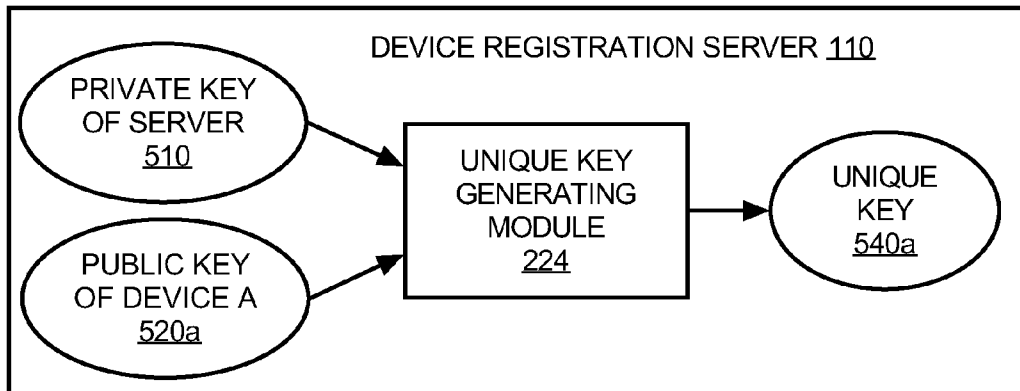 DEVICE REGISTRATION SERVER 110
PRIVATE KEY
OF SERVER
510
PUBLIC KEY
OF DEVICE A
520a
UNIQUE KEY
GENERATING
MODULE
224
UNIQUE
KEY
540a